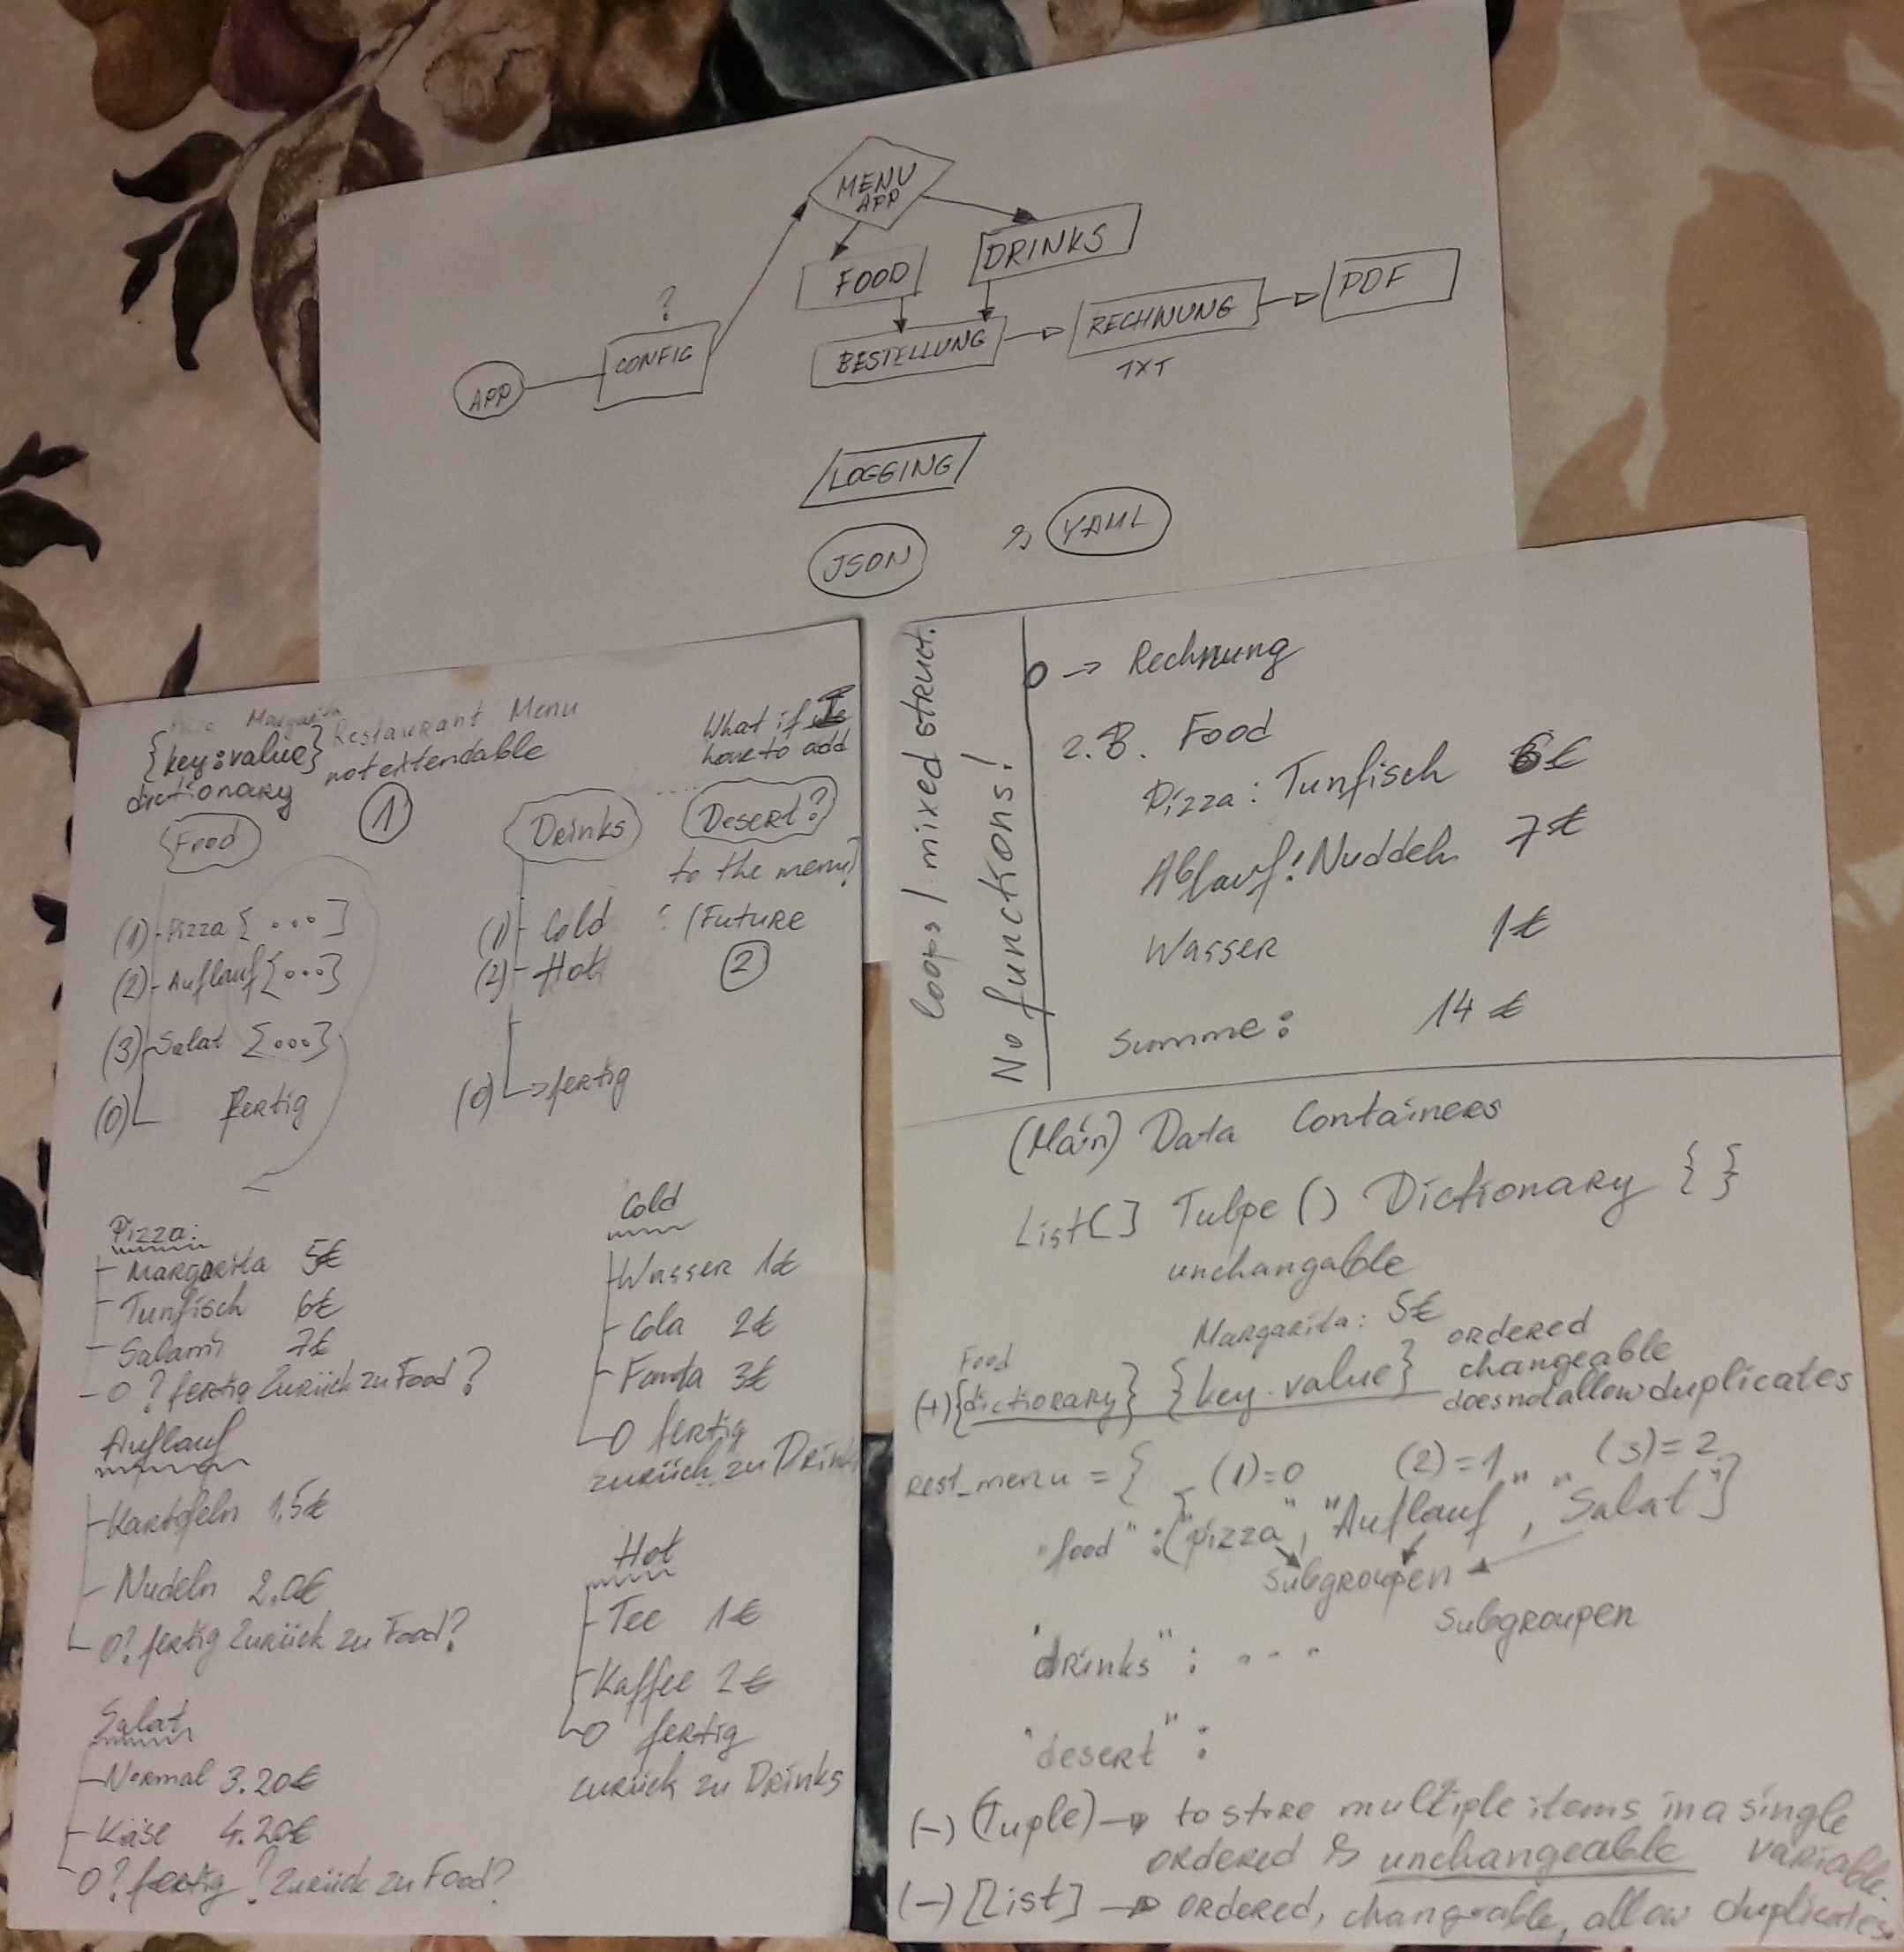 MENU
APP
FOOD
DRINKS
?
APP
CONFIG
BESTELLUNG
RECHNUNG
PDF
TXT
LOGGING
JSON
YAML
Margarita
Restaurant Menu
{key:value}
not extendable
dictionary
What if I
have to add
1
Food
Drinks
Desert?
to the menu?
(1) Pizza [...]
(2) Auflauf [...]
(3) Salat [...]
(0) Fertig
(1) Cold
(2) Hot
(0) -> fertig
(Future
2
Pizza:
Margarita 5€
Tunfisch 6€
Salami 7€
0 ? fertig Zurück zu Food?
Auflauf
Kartofeln 1,5€
Nudeln 2.0€
0? fertig Zurück zu Food?
Salat
Normal 3.20€
Käse 4.20€
0? fertig? Zurück zu Food?
Cold
Wasser 1€
Cola 2€
Fanta 3€
0 fertig
zurück zu Drinks
Hot
Tee 1€
Kaffee 2€
0 fertig
zurück zu Drinks
loops / mixed struct.
No functions!
0 -> Rechnung
z.B. Food
Pizza: Tunfisch 6€
Ablauf! Nuddeln 7€
Wasser 1€
Summe: 14€
(Main) Data Containers
List[] Tulpe () Dictionary { }
unchangable
Margarita: 5€
Food
(+){dictionary} {key.value}
ordered
changeable
does not allow duplicates
rest_menu = { (1)=0 (2)=1 (3)=2
"food" : ["pizza", "Auflauf", "Salat"]
subgroupen
subgroupen
"drinks" : ...
"desert" :
(-) (Tuple) -> to store multiple items in a single
variable.
ordered & unchangeable
(-) [List] -> ordered, changeable, allow duplicates.